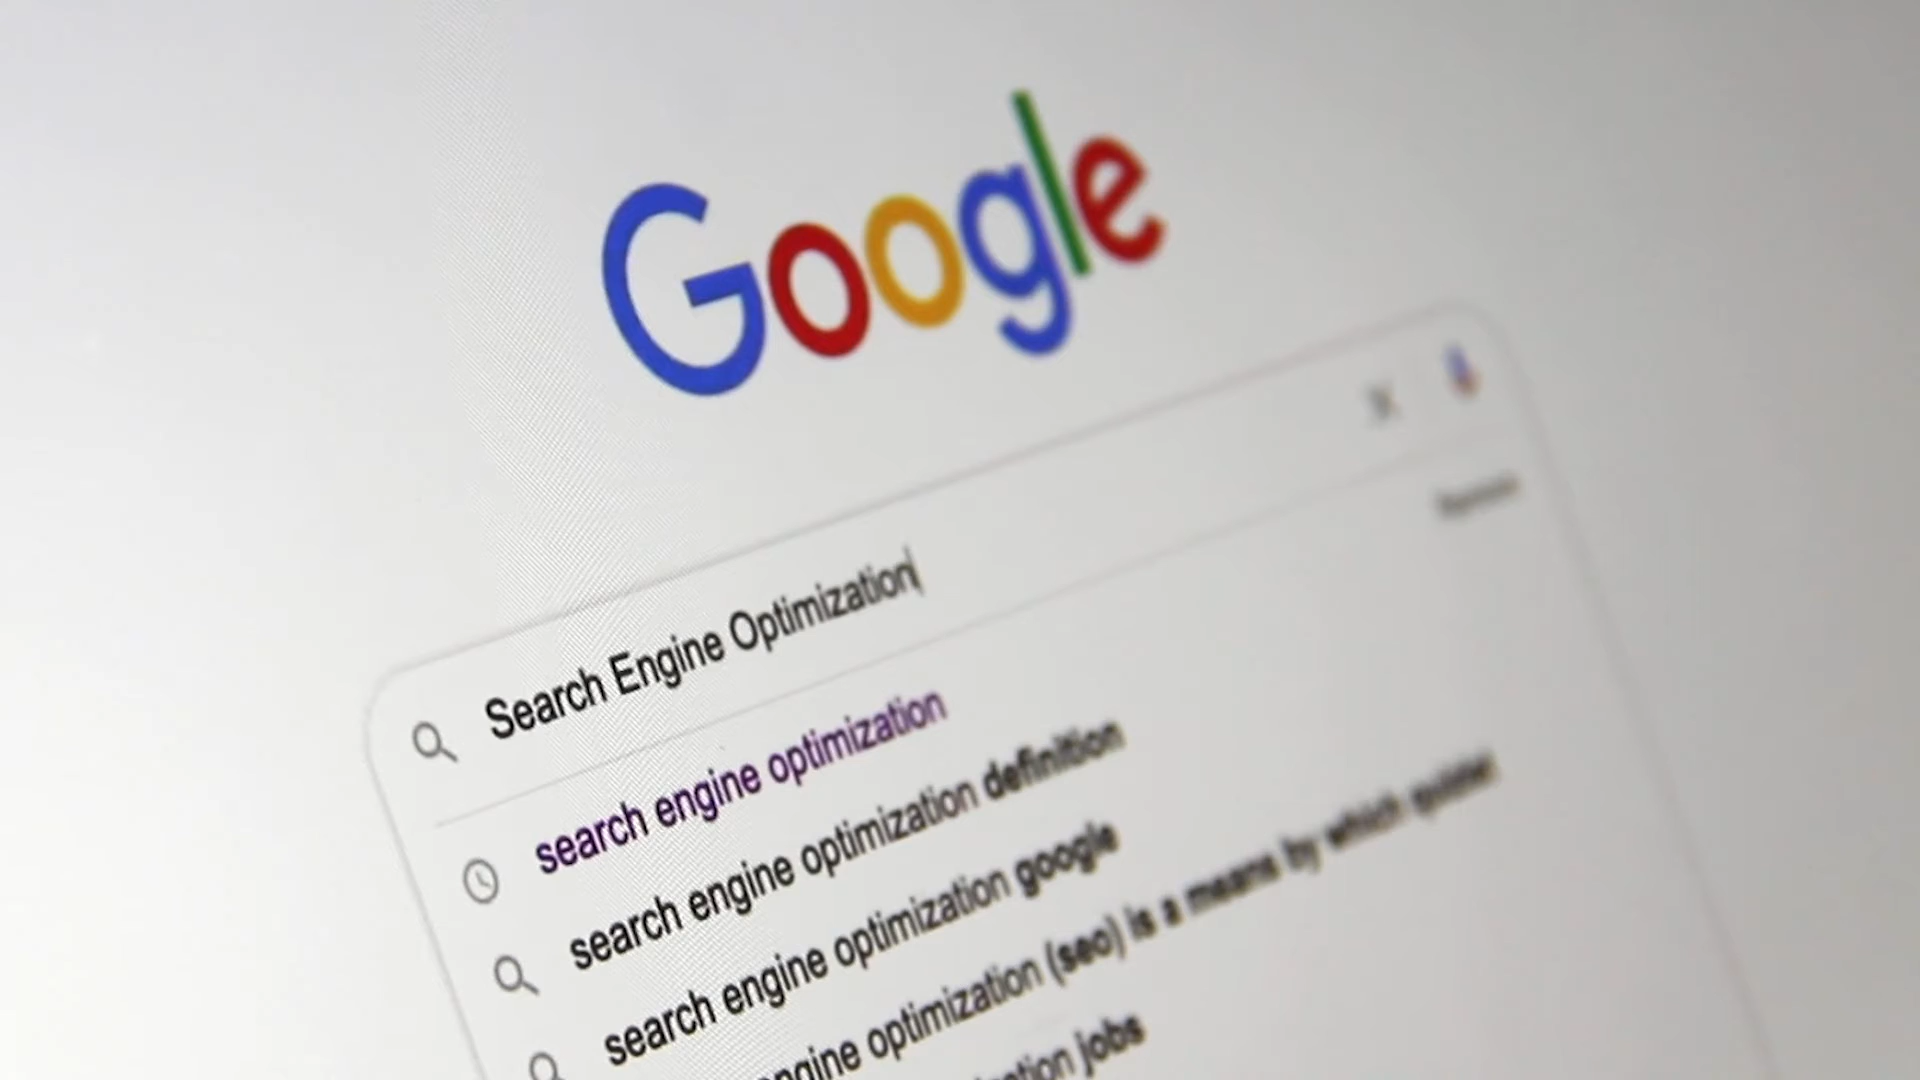 Google
Search Engine Optimization
search engine optimization
search engine optimization definition
search engine optimization google
engine optimization (seo) is a means by which
jobs